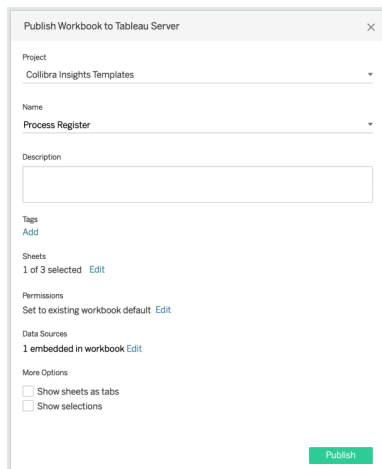 Publish Workbook to Tableau Server
Project
Collibra Insights Templates
Name
Process Register
Description
Tags
Add
Sheets
1 of 3 selected Edit
Permissions
Set to existing workbook default Edit
Data Sources
1 embedded in workbook Edit
More Options
Show sheets as tabs
Show selections
Publish